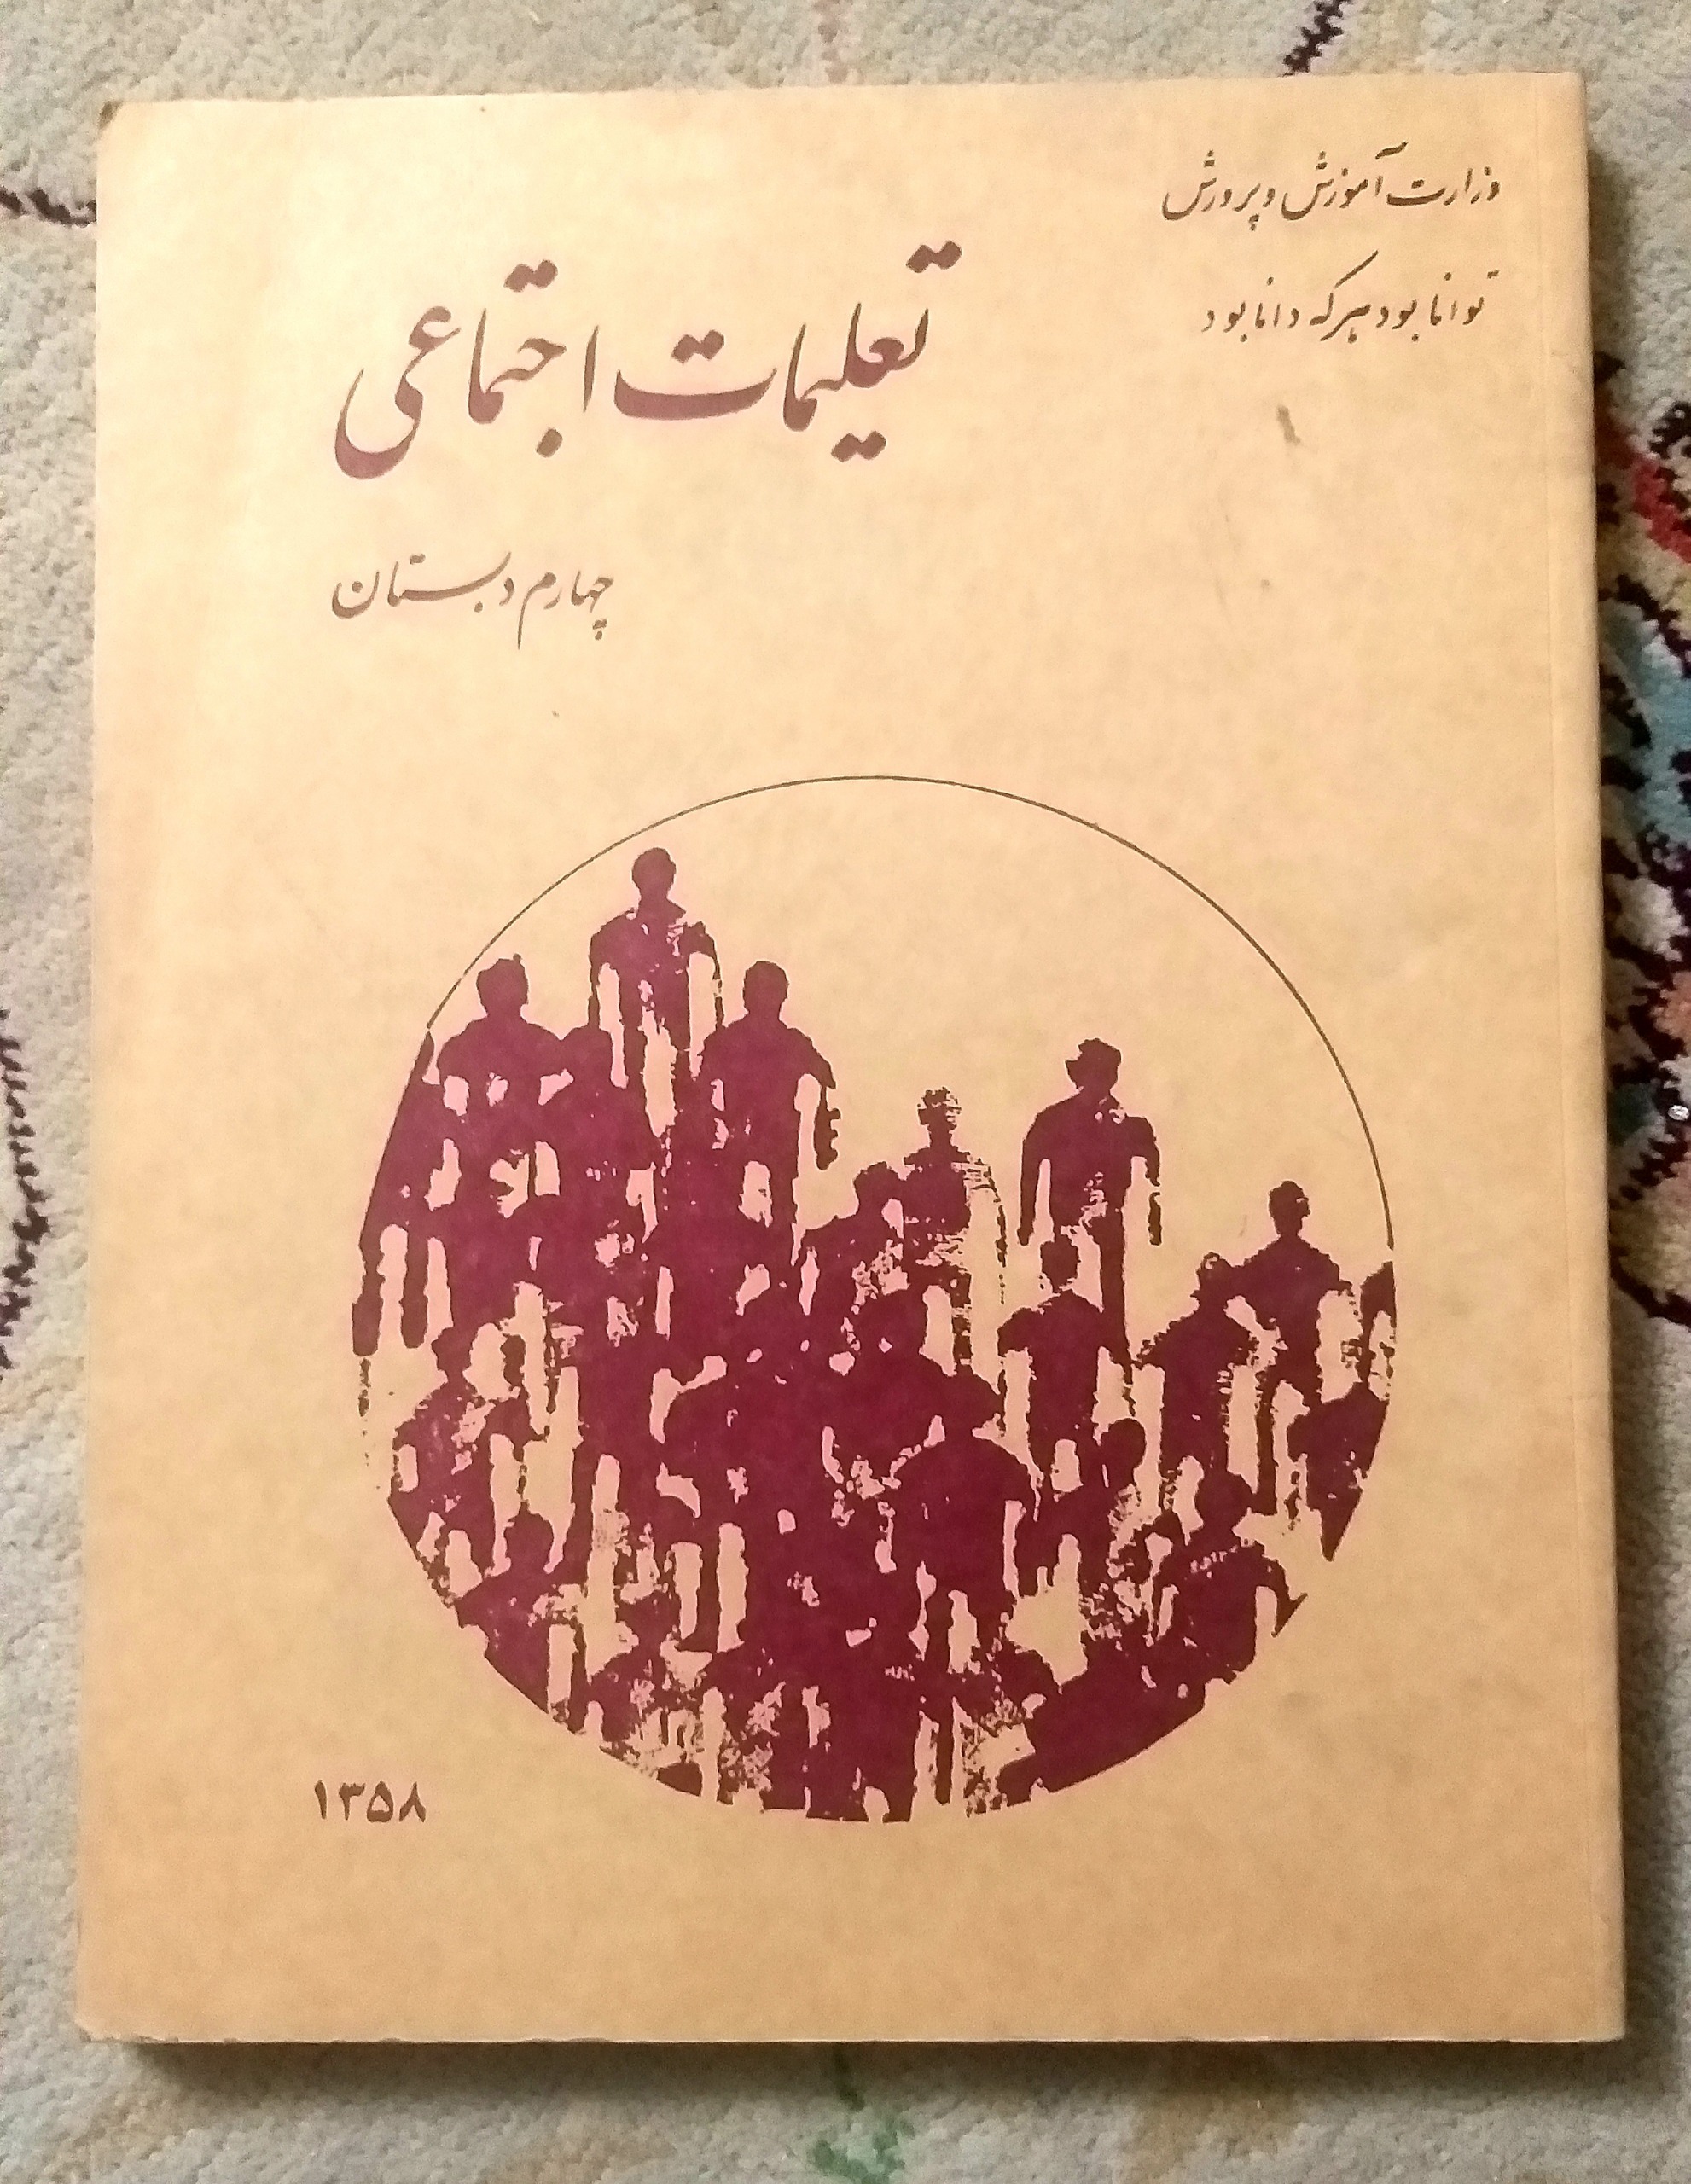 وزارت آموزش و پرورش
توانا بود هر که دانا بود
تعلیمات اجتماعی
چهارم دبستان
۱۳۵۸